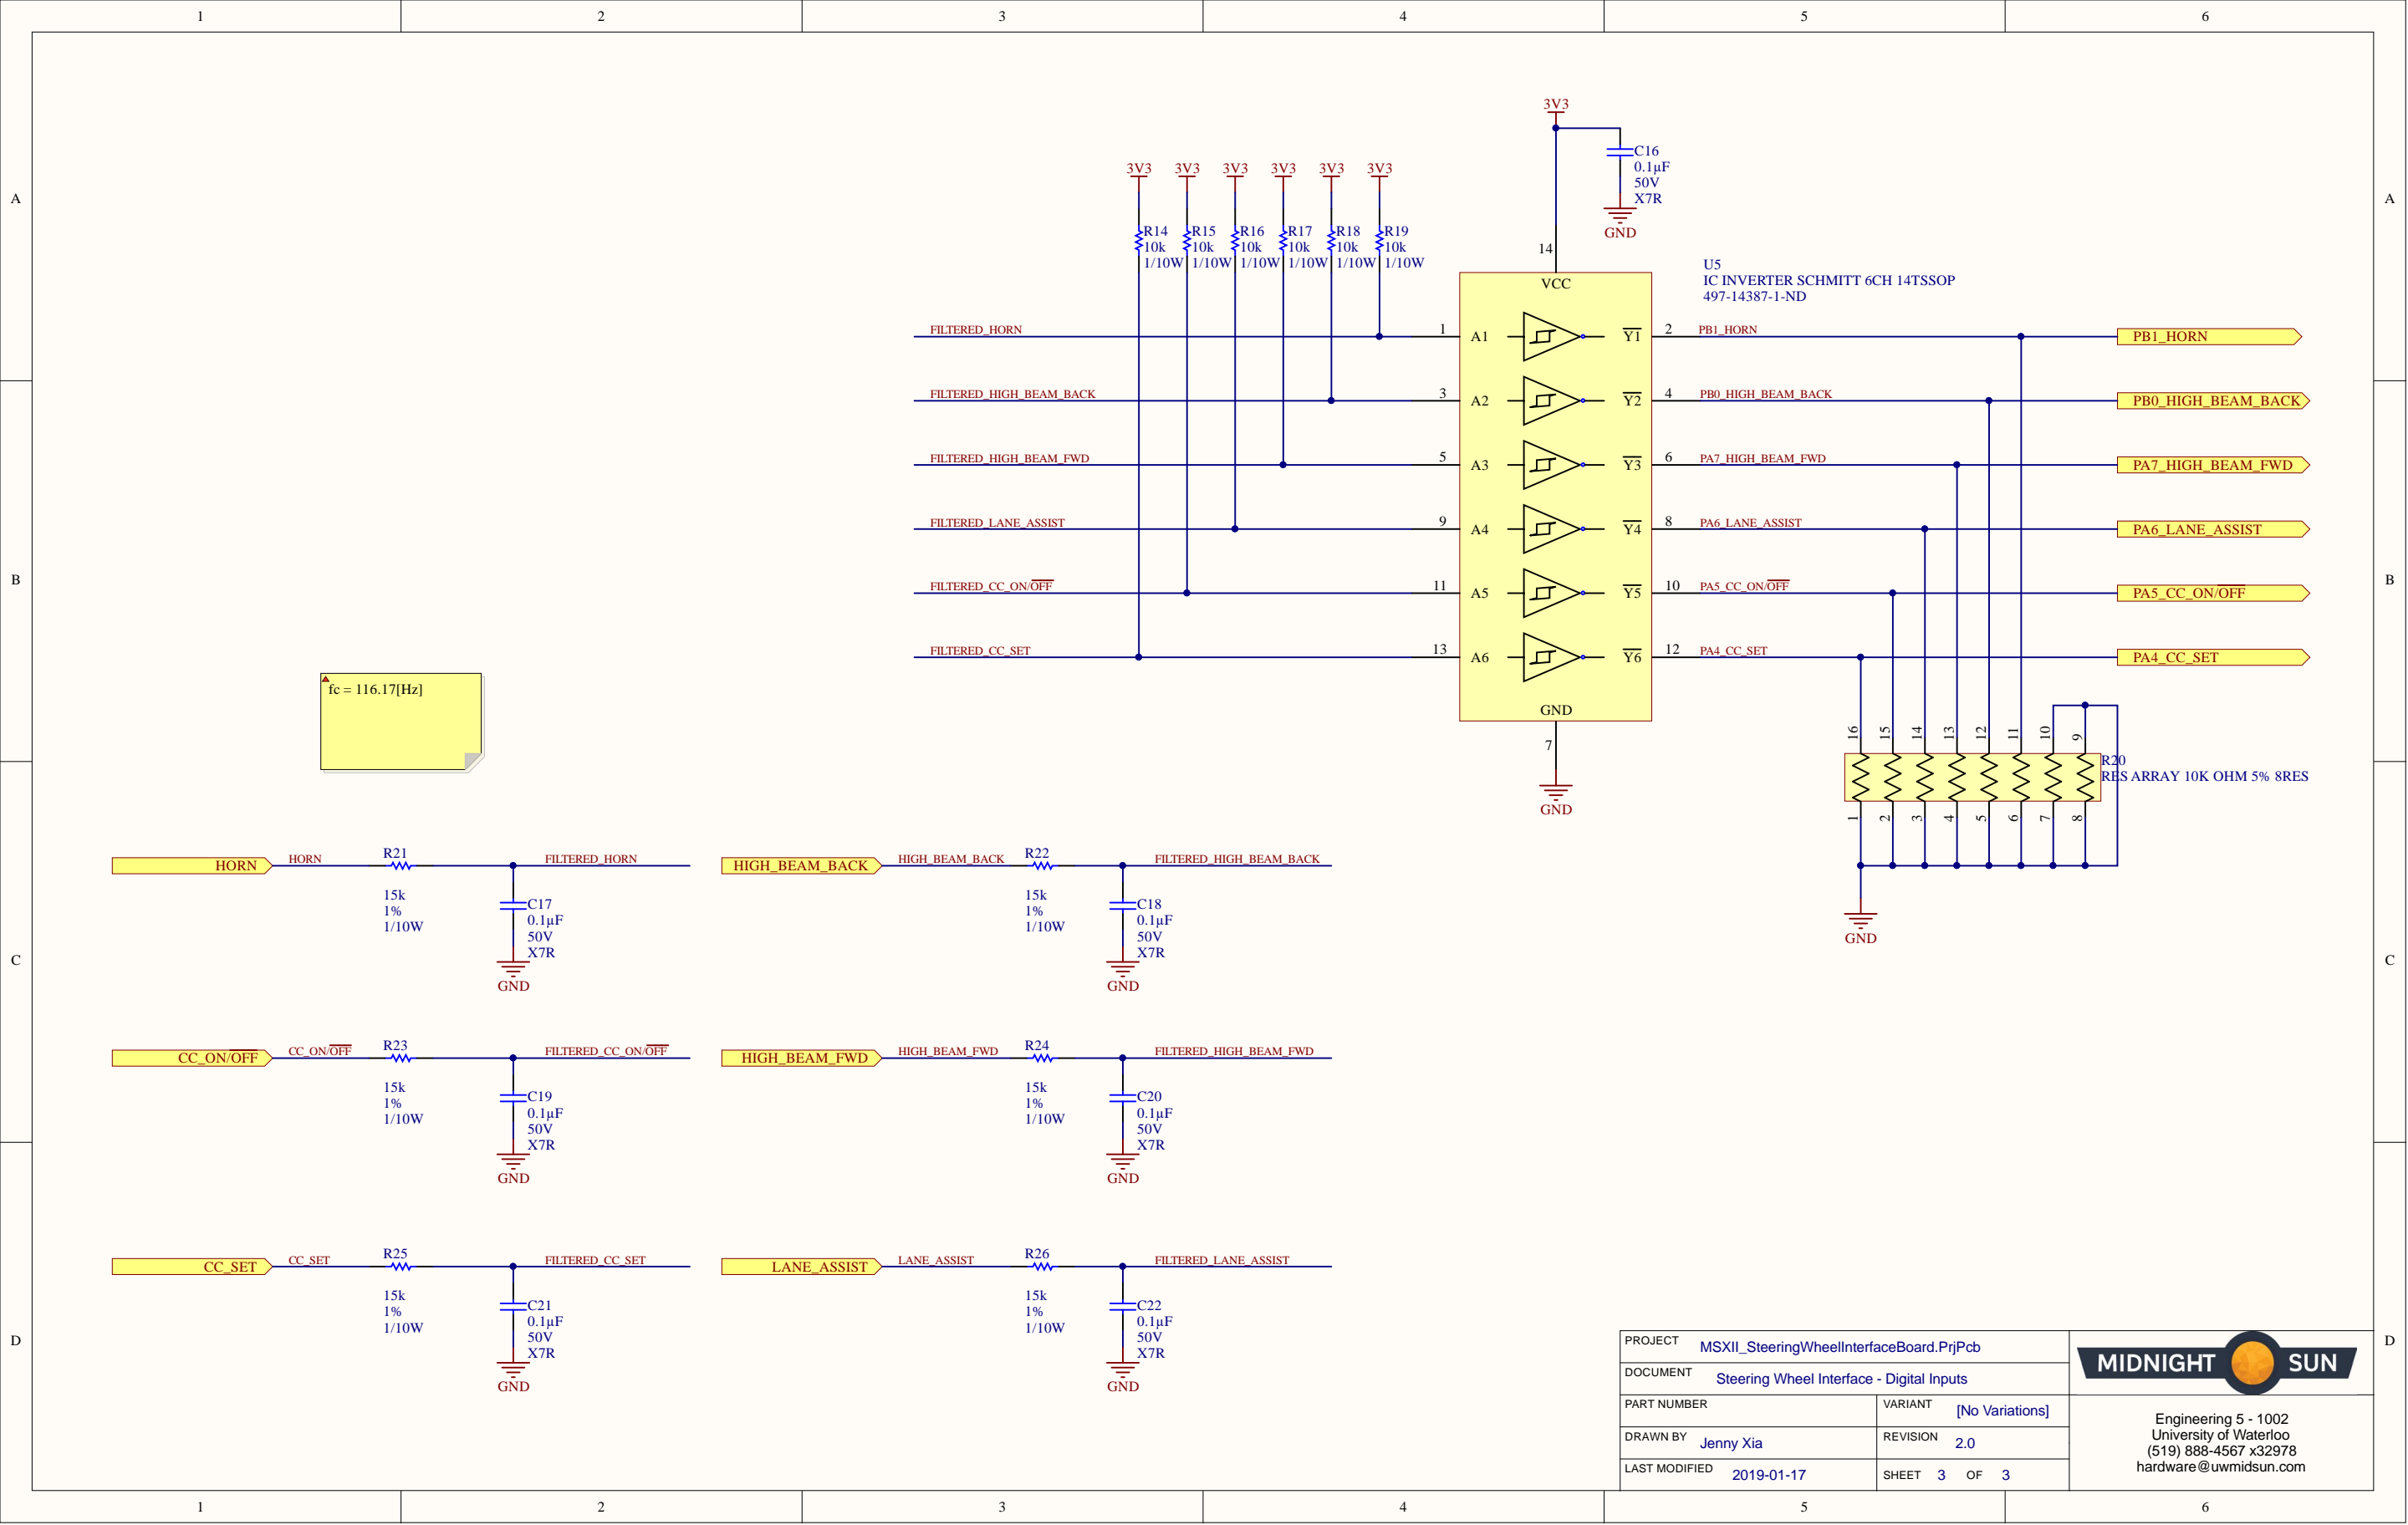 1 2 3 4 5 6
A A
B B
C C
D D
1 2 3 4 5 6
3V3
C16
0.1µF
50V
X7R
GND
3V3 3V3 3V3 3V3 3V3 3V3
R14 R15 R16 R17 R18 R19
10k 10k 10k 10k 10k 10k
1/10W 1/10W 1/10W 1/10W 1/10W 1/10W
14
VCC
U5
IC INVERTER SCHMITT 6CH 14TSSOP
497-14387-1-ND
FILTERED_HORN 1 A1 Y1 2 PB1_HORN PB1_HORN
FILTERED_HIGH_BEAM_BACK 3 A2 Y2 4 PB0_HIGH_BEAM_BACK PB0_HIGH_BEAM_BACK
FILTERED_HIGH_BEAM_FWD 5 A3 Y3 6 PA7_HIGH_BEAM_FWD PA7_HIGH_BEAM_FWD
FILTERED_LANE_ASSIST 9 A4 Y4 8 PA6_LANE_ASSIST PA6_LANE_ASSIST
FILTERED_CC_ON/OFF 11 A5 Y5 10 PA5_CC_ON/OFF PA5_CC_ON/OFF
FILTERED_CC_SET 13 A6 Y6 12 PA4_CC_SET PA4_CC_SET
GND
7
GND
fc = 116.17[Hz]
16 15 14 13 12 11 10 9
R20
RES ARRAY 10K OHM 5% 8RES
1 2 3 4 5 6 7 8
GND
HORN HORN R21 FILTERED_HORN
15k
1%
1/10W
C17
0.1µF
50V
X7R
GND
HIGH_BEAM_BACK HIGH_BEAM_BACK R22 FILTERED_HIGH_BEAM_BACK
15k
1%
1/10W
C18
0.1µF
50V
X7R
GND
CC_ON/OFF CC_ON/OFF R23 FILTERED_CC_ON/OFF
15k
1%
1/10W
C19
0.1µF
50V
X7R
GND
HIGH_BEAM_FWD HIGH_BEAM_FWD R24 FILTERED_HIGH_BEAM_FWD
15k
1%
1/10W
C20
0.1µF
50V
X7R
GND
CC_SET CC_SET R25 FILTERED_CC_SET
15k
1%
1/10W
C21
0.1µF
50V
X7R
GND
LANE_ASSIST LANE_ASSIST R26 FILTERED_LANE_ASSIST
15k
1%
1/10W
C22
0.1µF
50V
X7R
GND
PROJECT MSXII_SteeringWheelInterfaceBoard.PrjPcb
DOCUMENT Steering Wheel Interface - Digital Inputs
PART NUMBER VARIANT [No Variations]
DRAWN BY Jenny Xia REVISION 2.0
LAST MODIFIED 2019-01-17 SHEET 3 OF 3
MIDNIGHT SUN
Engineering 5 - 1002
University of Waterloo
(519) 888-4567 x32978
hardware@uwmidsun.com